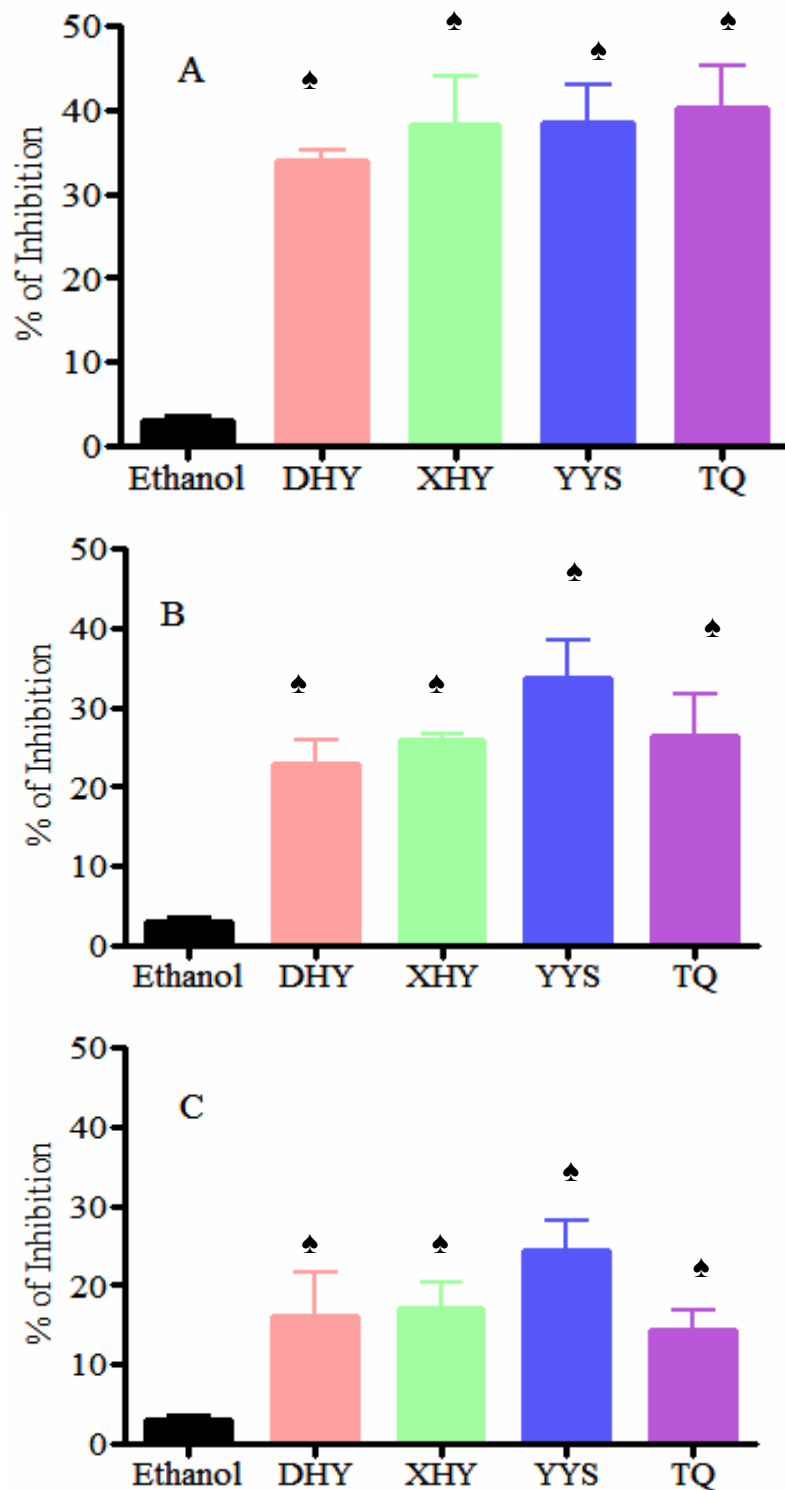 50
♠ ♠ ♠ ♠
A
40
30
20
10
0
% of Inhibition
Ethanol DHY XHY YYS TQ
50
♠ ♠ ♠ ♠
B
40
30
20
10
0
% of Inhibition
Ethanol DHY XHY YYS TQ
50
♠ ♠ ♠ ♠
C
40
30
20
10
0
% of Inhibition
Ethanol DHY XHY YYS TQ